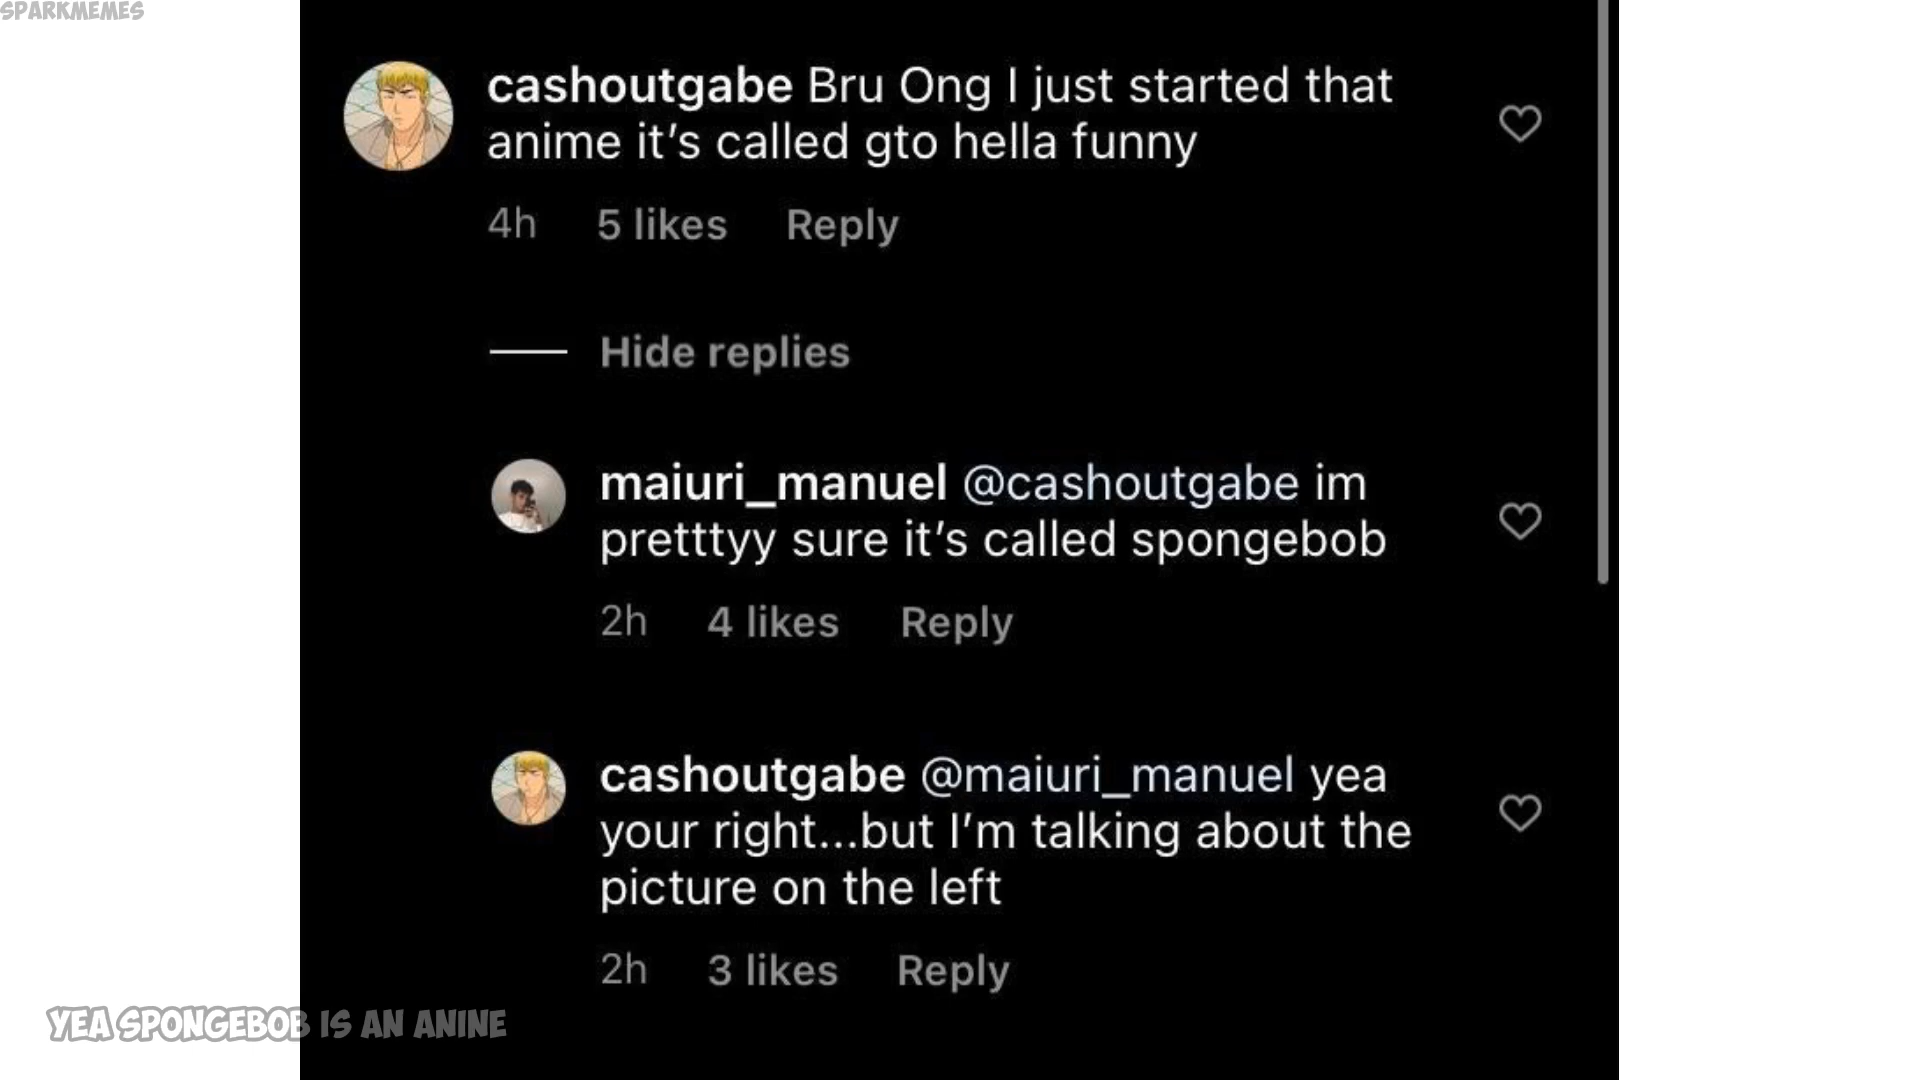 SPARKMEMES
cashoutgabe Bru Ong I just started that
anime it's called gto hella funny
4h 5 likes Reply
Hide replies
maiuri_manuel @cashoutgabe im
pretttyy sure it's called spongebob
2h 4 likes Reply
cashoutgabe @maiuri_manuel yea
your right...but I'm talking about the
picture on the left
2h 3 likes Reply
YEA SPONGEBOB IS AN ANINE